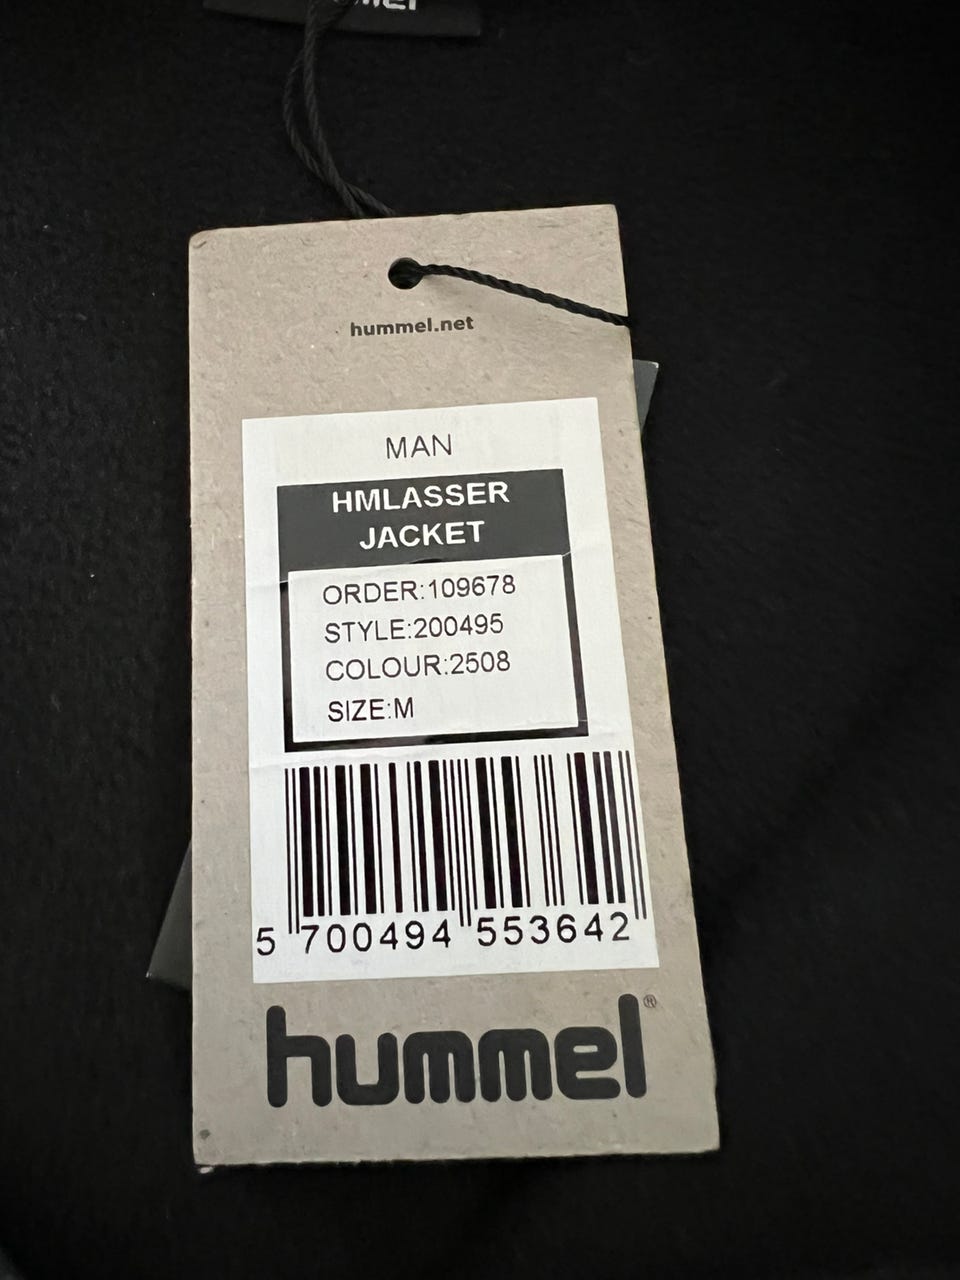 hummel.net
MAN
HMLASSER
JACKET
ORDER:109678
STYLE:200495
COLOUR:2508
SIZE:M
5 700494 553642
hummel®